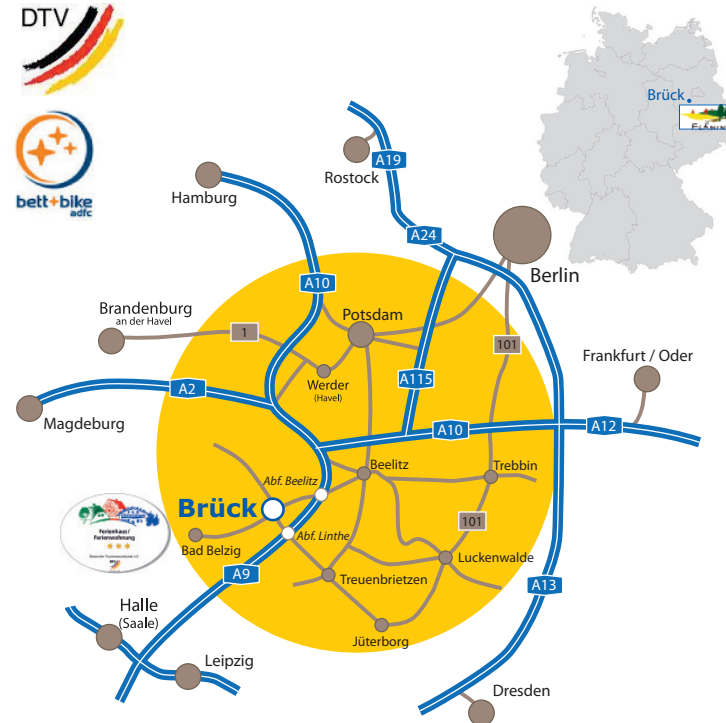 DTV
bett+bike
adfc
Brück
Rostock
A19
Hamburg
A24
Berlin
A10
Brandenburg
an der Havel
1
Potsdam
101
Frankfurt / Oder
Werder
(Havel)
A115
A2
Magdeburg
A10
A12
Abf. Beelitz
Beelitz
Trebbin
Brück
Ferienhaus/
Ferienwohnung
101
Abf. Linthe
Bad Belzig
Luckenwalde
A9
Treuenbrietzen
A13
Halle
(Saale)
Jüterborg
Leipzig
Dresden